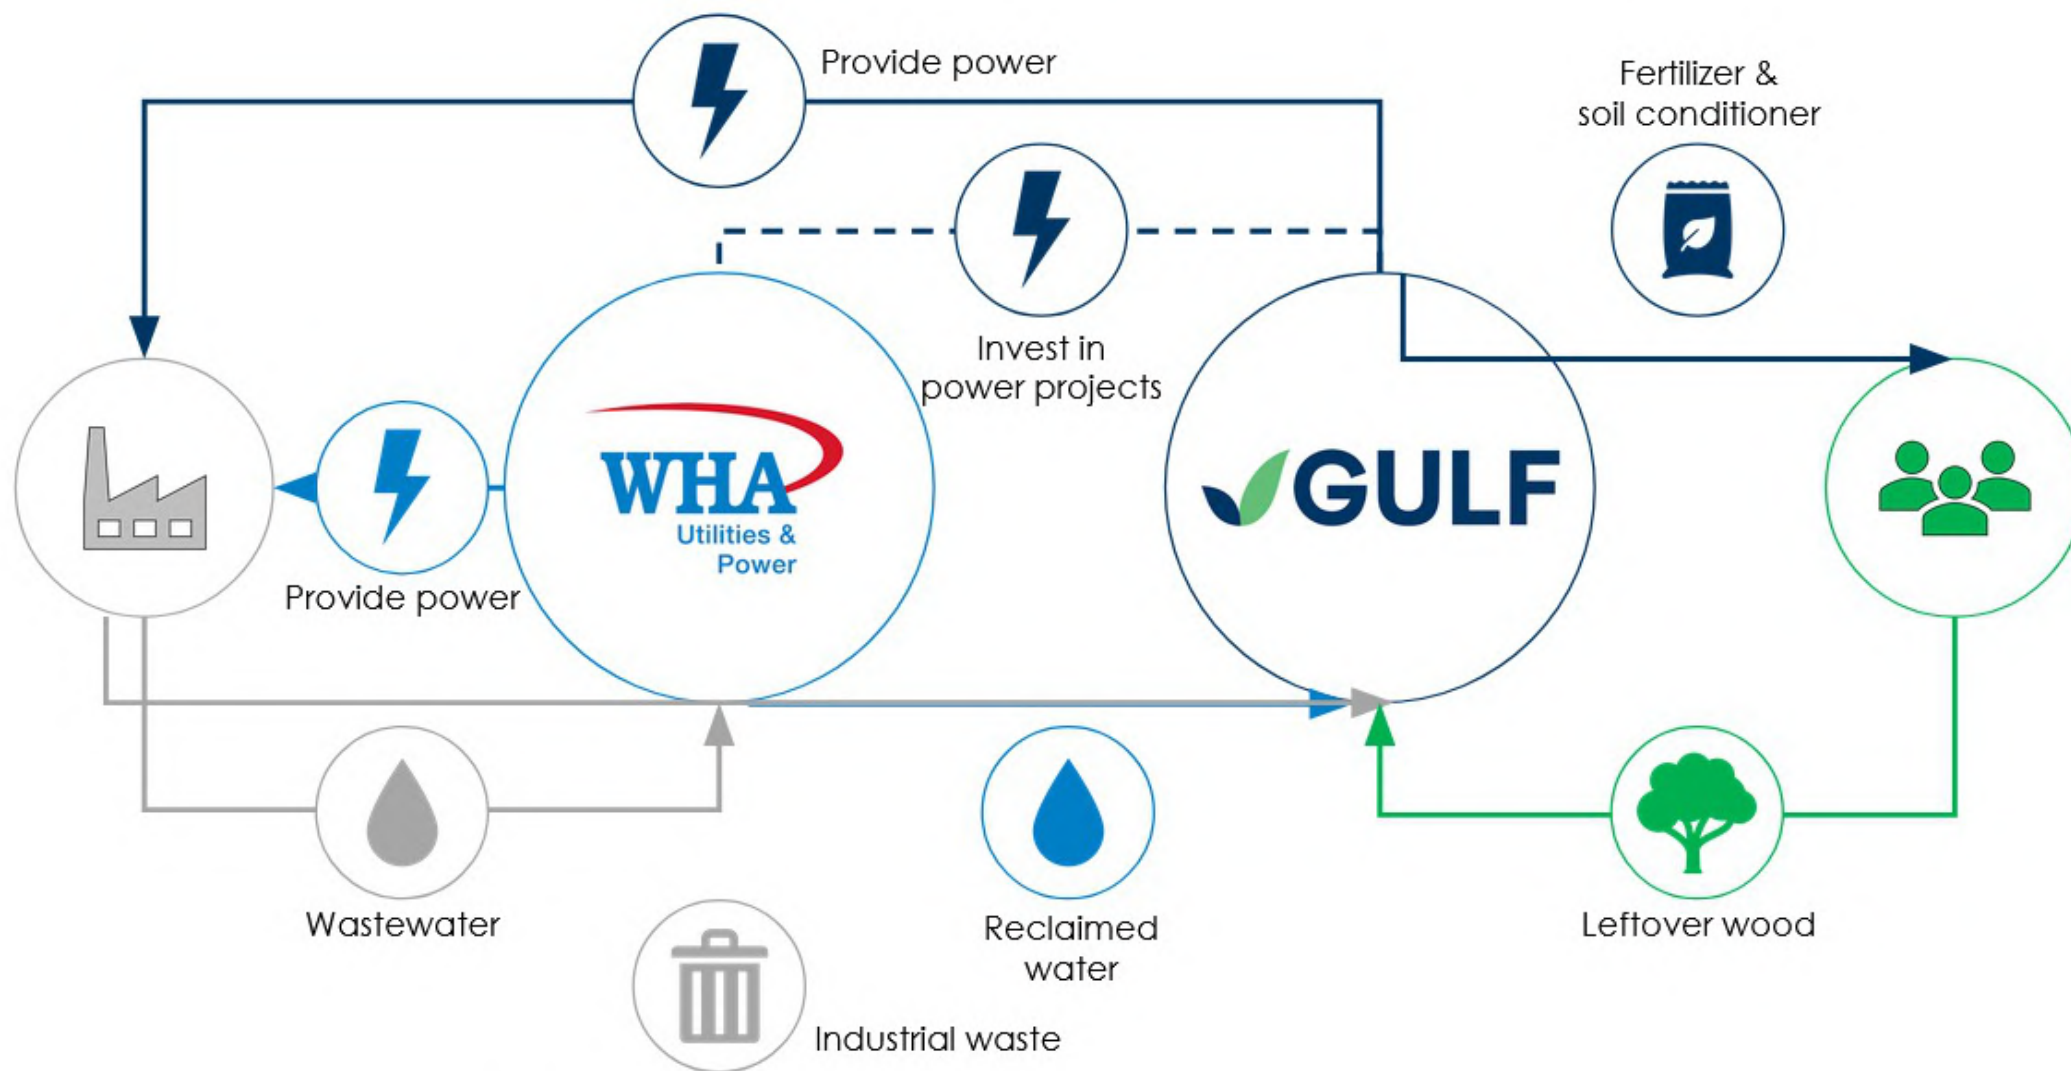 Provide power
Fertilizer &
soil conditioner
Invest in
power projects
WHA
Utilities &
Power
GULF
Provide power
Wastewater
Reclaimed
water
Leftover wood
Industrial waste